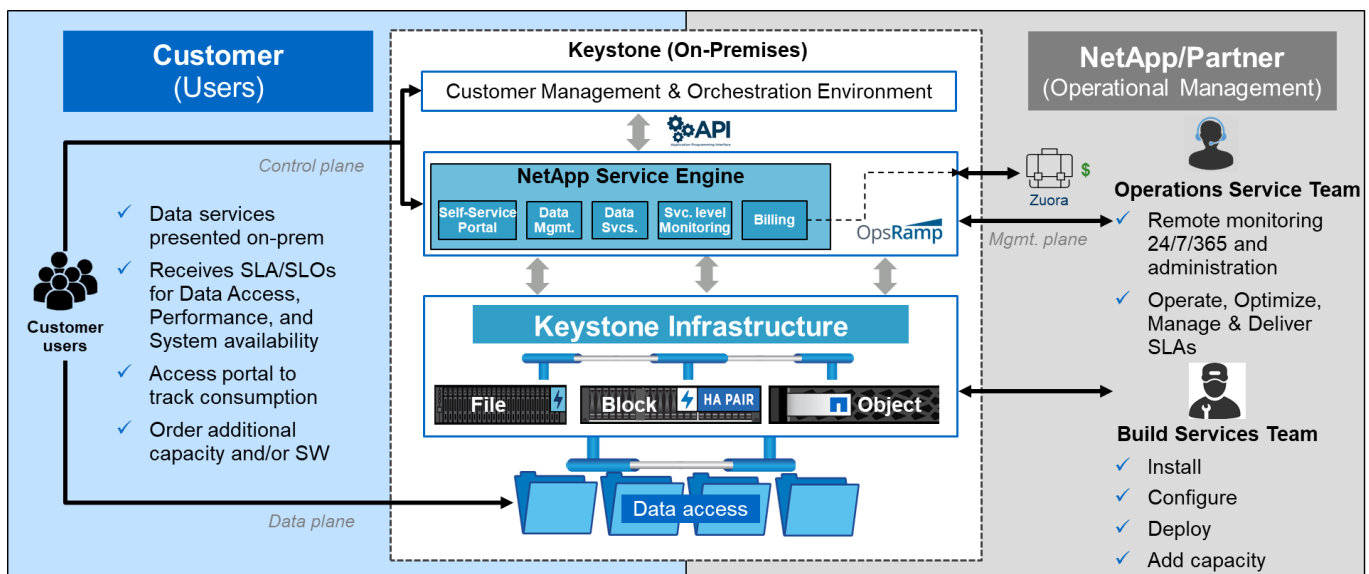 Customer
(Users)
Control plane
Data services
presented on-prem
Receives SLA/SLOs
for Data Access,
Performance, and
System availability
Access portal to
track consumption
Order additional
capacity and/or SW
Customer
users
Data plane
Keystone (On-Premises)
Customer Management & Orchestration Environment
API
Application Programming Interface
NetApp Service Engine
Self-Service
Portal
Data
Mgmt.
Data
Svcs.
Svc. level
Monitoring
Billing
OpsRamp
Keystone Infrastructure
File
Block
HA PAIR
Object
Data access
NetApp/Partner
(Operational Management)
$
Zuora
Mgmt. plane
Operations Service Team
Remote monitoring
24/7/365 and
administration
Operate, Optimize,
Manage & Deliver
SLAs
Build Services Team
Install
Configure
Deploy
Add capacity